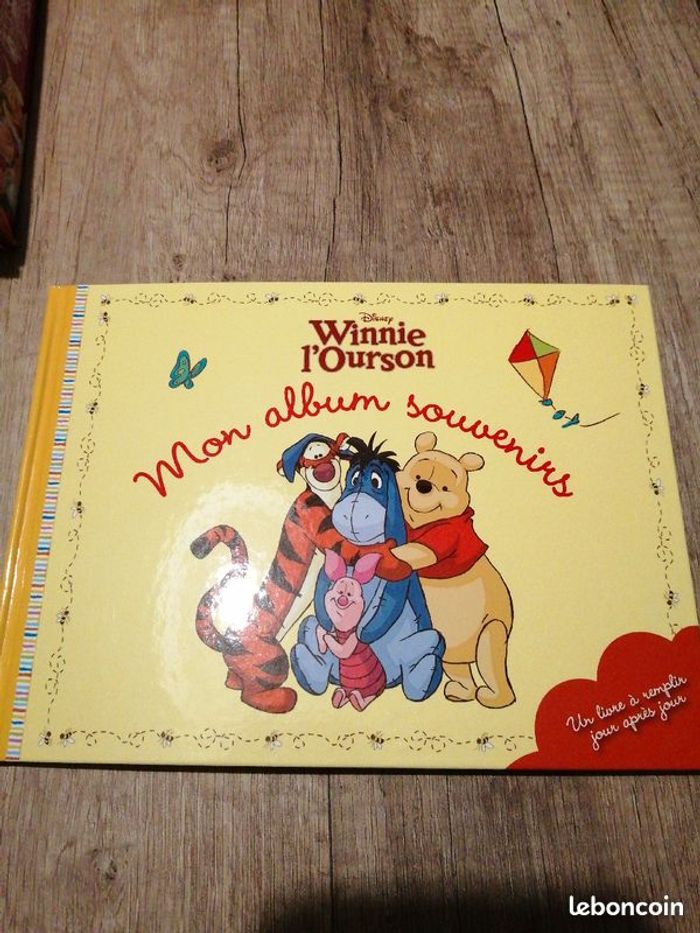 Disney
Winnie
l'Ourson
Mon album souvenirs
Un livre à remplir
jour après jour
leboncoin